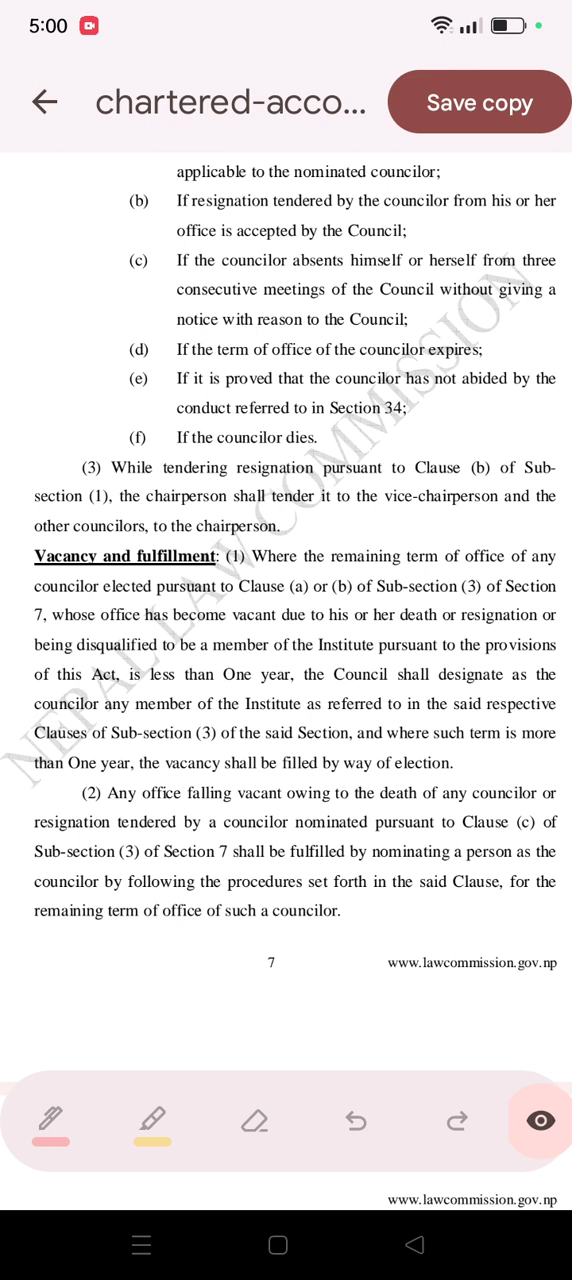 5:00
chartered-acco...
Save copy
applicable to the nominated councilor;
(b) If resignation tendered by the councilor from his or her
office is accepted by the Council;
(c) If the councilor absents himself or herself from three
consecutive meetings of the Council without giving a
notice with reason to the Council;
(d) If the term of office of the councilor expires;
(e) If it is proved that the councilor has not abided by the
conduct referred to in Section 34;
(f) If the councilor dies.
(3) While tendering resignation pursuant to Clause (b) of Sub-
section (1), the chairperson shall tender it to the vice-chairperson and the
other councilors, to the chairperson.
Vacancy and fulfillment: (1) Where the remaining term of office of any
councilor elected pursuant to Clause (a) or (b) of Sub-section (3) of Section
7, whose office has become vacant due to his or her death or resignation or
being disqualified to be a member of the Institute pursuant to the provisions
of this Act, is less than One year, the Council shall designate as the
councilor any member of the Institute as referred to in the said respective
Clauses of Sub-section (3) of the said Section, and where such term is more
than One year, the vacancy shall be filled by way of election.
(2) Any office falling vacant owing to the death of any councilor or
resignation tendered by a councilor nominated pursuant to Clause (c) of
Sub-section (3) of Section 7 shall be fulfilled by nominating a person as the
councilor by following the procedures set forth in the said Clause, for the
remaining term of office of such a councilor.
NEPAL LAW COMMISSION
7 www.lawcommission.gov.np
www.lawcommission.gov.np